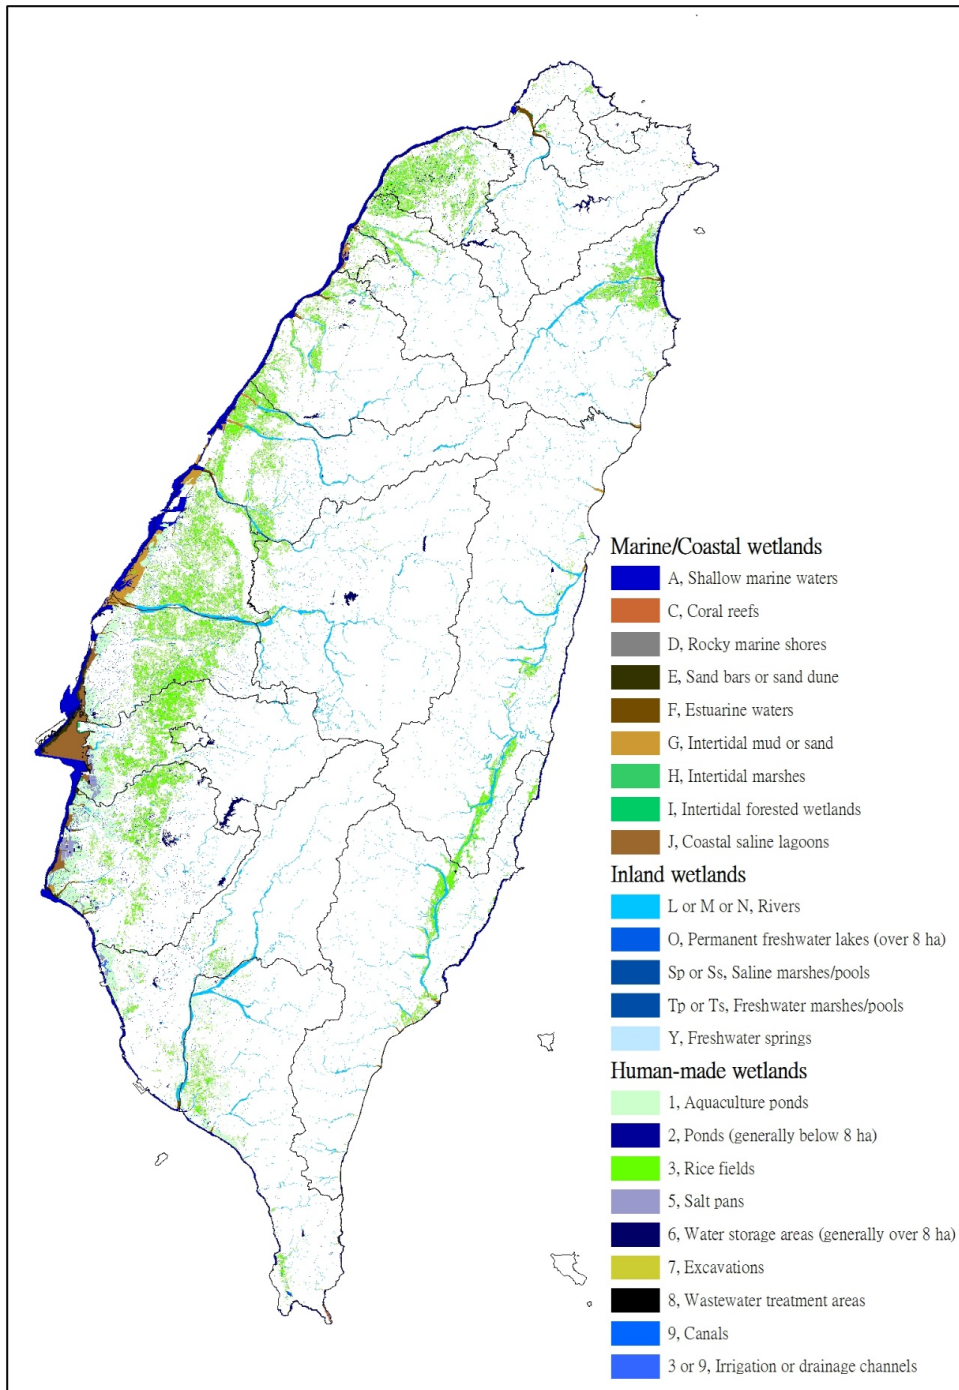 Marine/Coastal wetlands
A, Shallow marine waters
C, Coral reefs
D, Rocky marine shores
E, Sand bars or sand dune
F, Estuarine waters
G, Intertidal mud or sand
H, Intertidal marshes
I, Intertidal forested wetlands
J, Coastal saline lagoons
Inland wetlands
L or M or N, Rivers
O, Permanent freshwater lakes (over 8 ha)
Sp or Ss, Saline marshes/pools
Tp or Ts, Freshwater marshes/pools
Y, Freshwater springs
Human-made wetlands
1, Aquaculture ponds
2, Ponds (generally below 8 ha)
3, Rice fields
5, Salt pans
6, Water storage areas (generally over 8 ha)
7, Excavations
8, Wastewater treatment areas
9, Canals
3 or 9, Irrigation or drainage channels